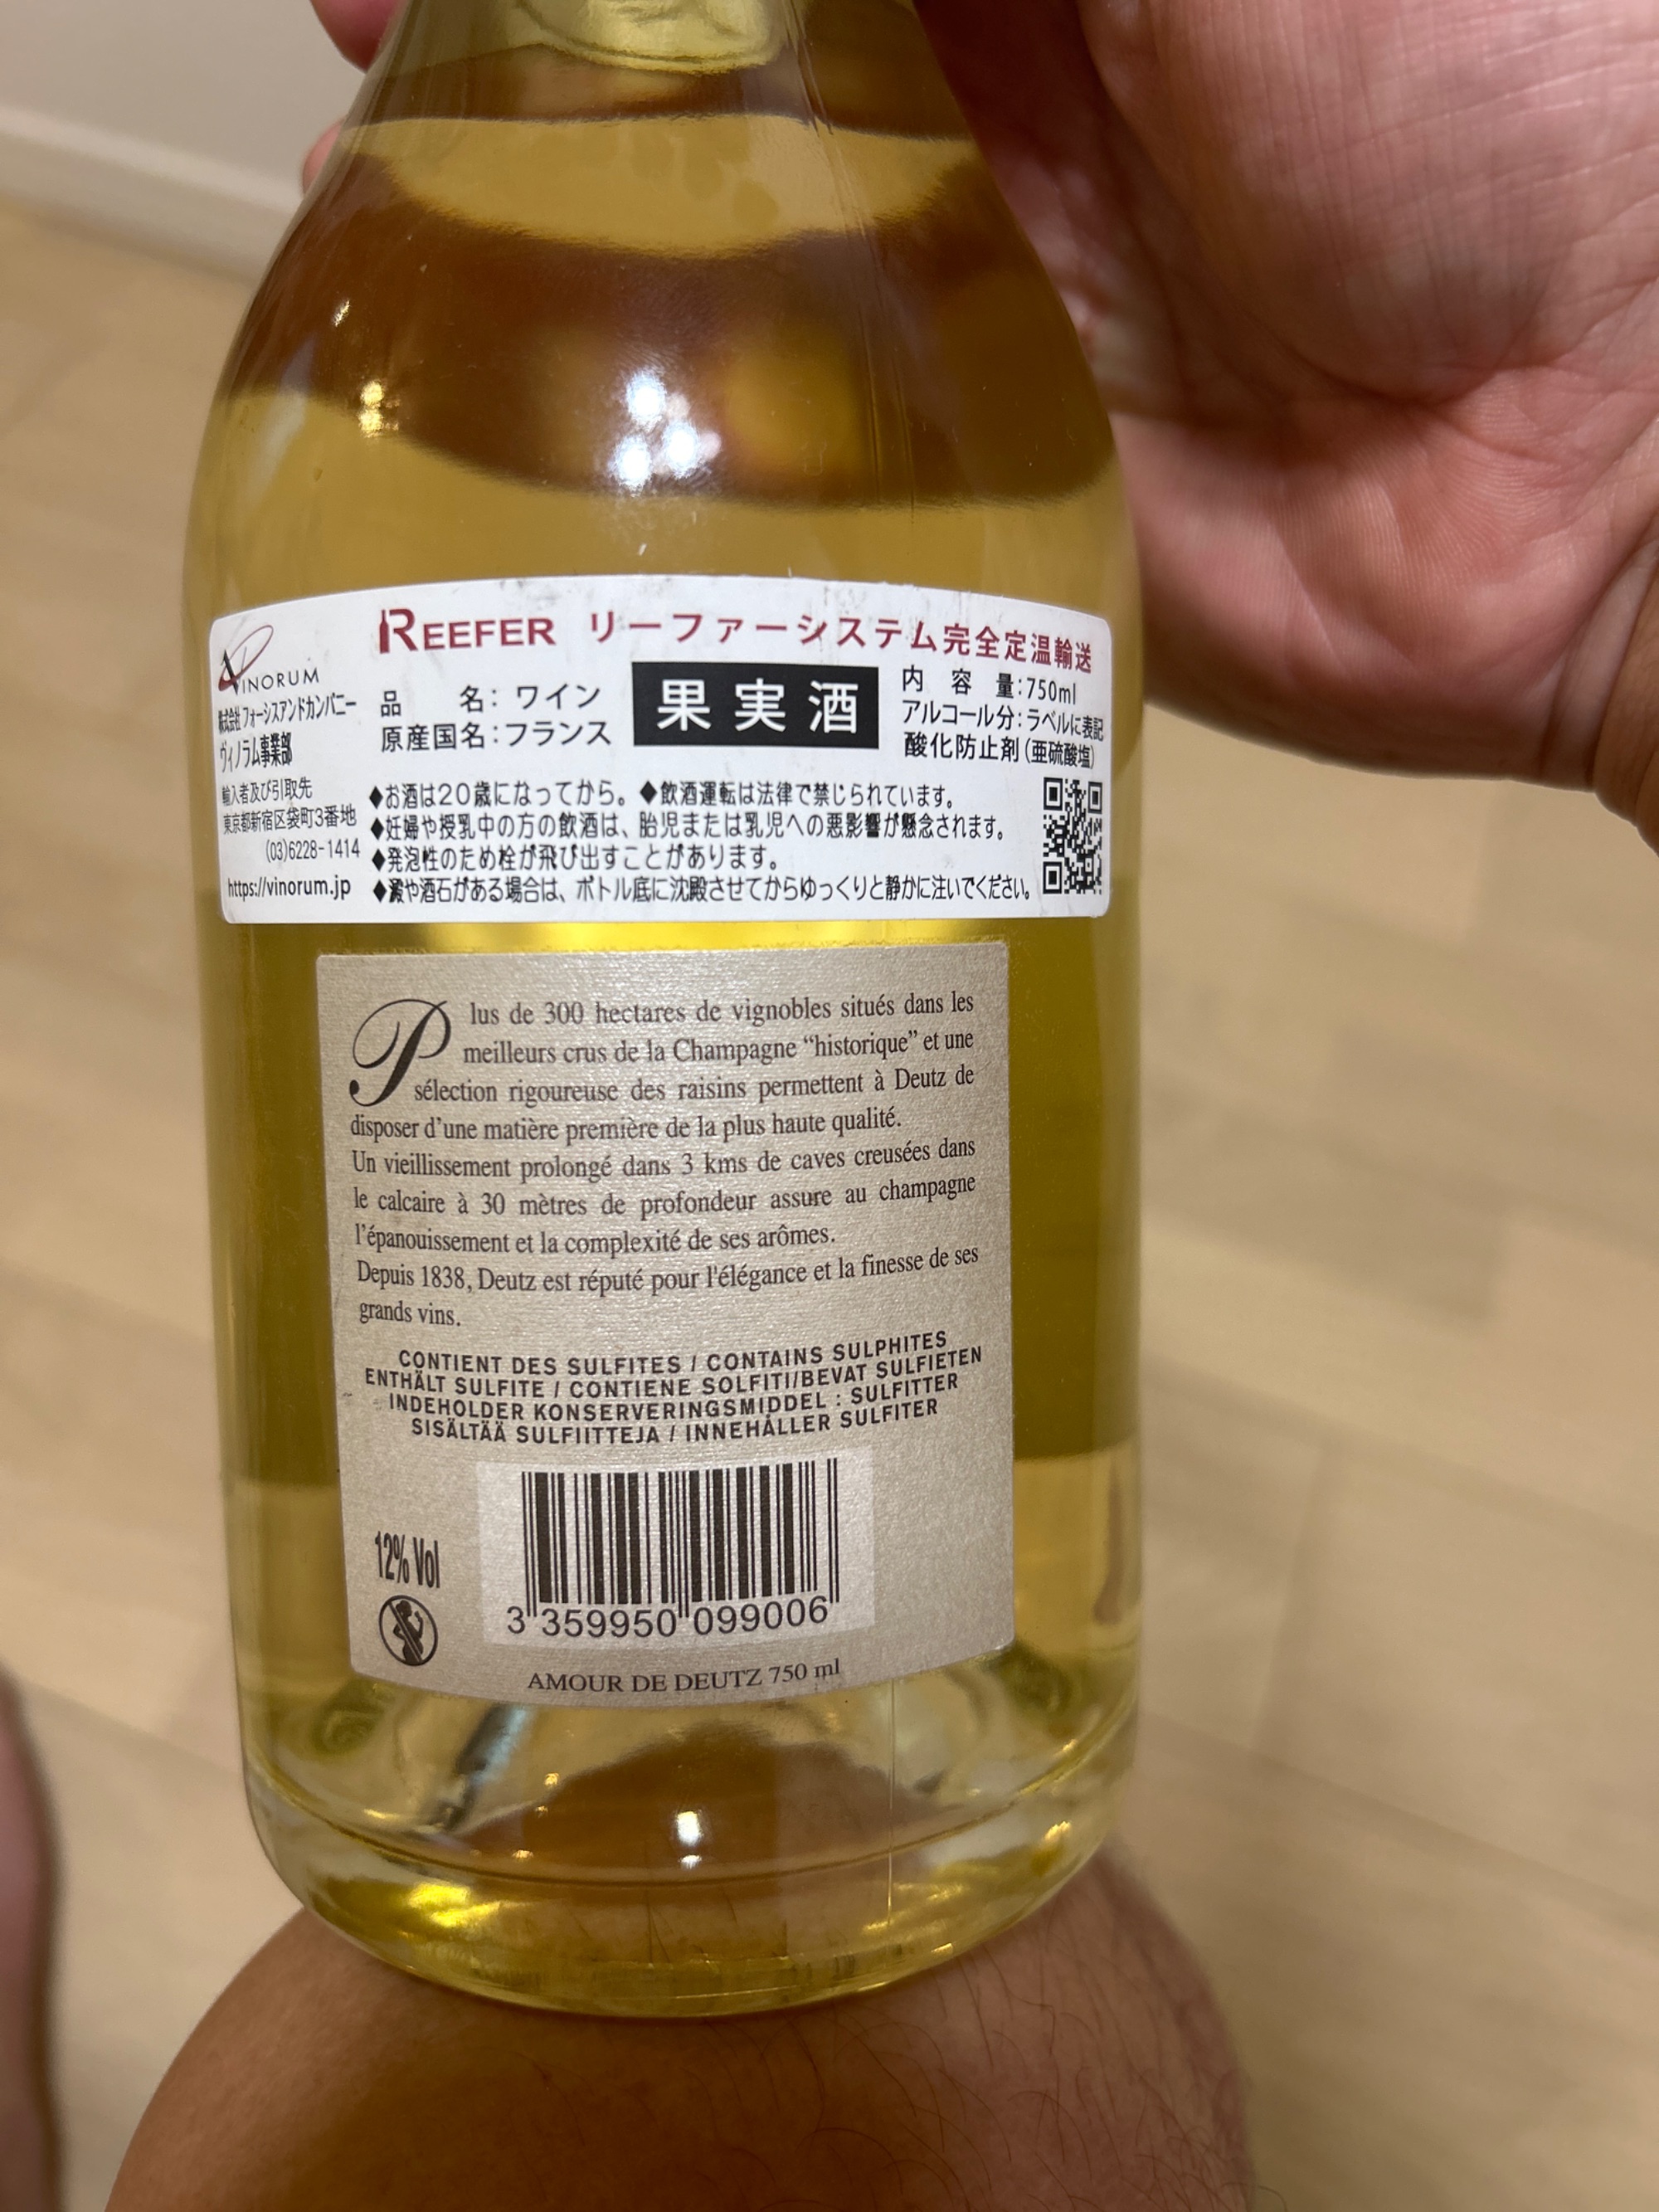 REEFER リーファーシステム完全定温輸送
VINORUM
株式会社フォーシスアンドカンパニー
ヴィノラム事業部
輸入者及び引取先
東京都新宿区袋町3番地
(03)6228-1414
https://vinorum.jp
品 名：ワイン
原産国名：フランス
果実酒
内 容 量：750ml
アルコール分：ラベルに表記
酸化防止剤（亜硫酸塩）
◆お酒は20歳になってから。◆飲酒運転は法律で禁じられています。
◆妊婦や授乳中の方の飲酒は、胎児または乳児への悪影響が懸念されます。
◆発泡性のため栓が飛び出すことがあります。
◆澱や酒石がある場合は、ボトル底に沈殿させてからゆっくりと静かに注いでください。
Plus de 300 hectares de vignobles situés dans les
meilleurs crus de la Champagne “historique” et une
sélection rigoureuse des raisins permettent à Deutz de
disposer d’une matière première de la plus haute qualité.
Un vieillissement prolongé dans 3 kms de caves creusées dans
le calcaire à 30 mètres de profondeur assure au champagne
l’épanouissement et la complexité de ses arômes.
Depuis 1838, Deutz est réputé pour l'élégance et la finesse de ses
grands vins.
CONTIENT DES SULFITES / CONTAINS SULPHITES
ENTHÄLT SULFITE / CONTIENE SOLFITI/BEVAT SULFIETEN
INDEHOLDER KONSERVERINGSMIDDEL : SULFITTER
SISÄLTÄÄ SULFIITTEJA / INNEHÅLLER SULFITER
12% Vol
3 359950 099006
AMOUR DE DEUTZ 750 ml